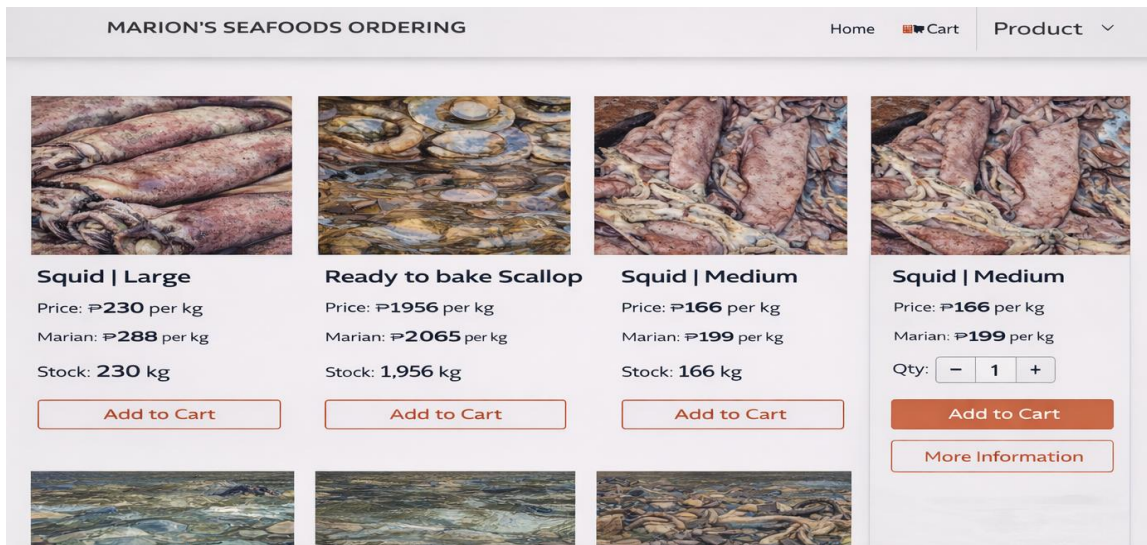 MARION'S SEAFOODS ORDERING
Home Cart Product
Squid | Large
Price: ₱230 per kg
Marian: ₱288 per kg
Stock: 230 kg
Add to Cart
Ready to bake Scallop
Price: ₱1956 per kg
Marian: ₱2065 per kg
Stock: 1,956 kg
Add to Cart
Squid | Medium
Price: ₱166 per kg
Marian: ₱199 per kg
Stock: 166 kg
Add to Cart
Squid | Medium
Price: ₱166 per kg
Marian: ₱199 per kg
Qty: − 1 +
Add to Cart
More Information